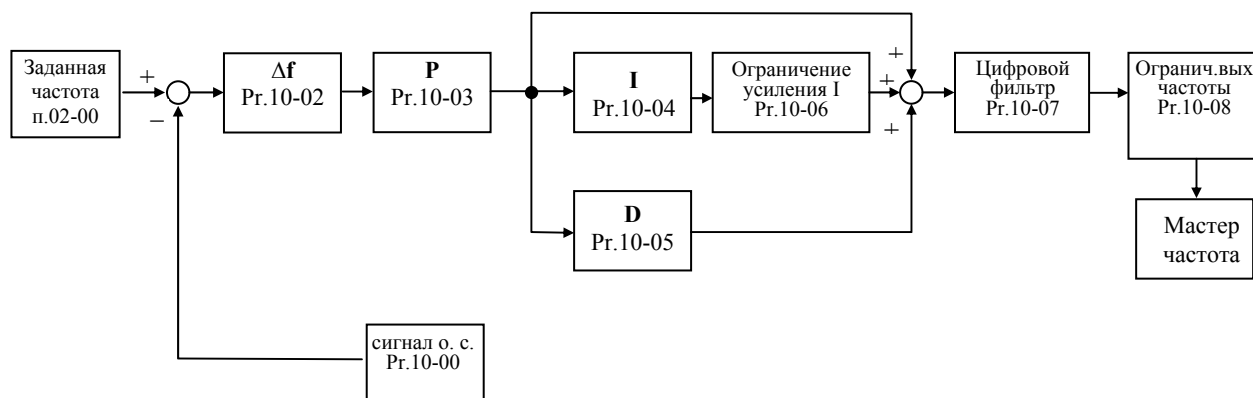 Заданная
частота
п.02-00
+
−
Δf
Pr.10-02
P
Pr.10-03
I
Pr.10-04
Ограничение
усиления I
Pr.10-06
D
Pr.10-05
+
+
+
Цифровой
фильтр
Pr.10-07
Огранич.вых
частоты
Pr.10-08
Мастер
частота
сигнал о. с.
Pr.10-00